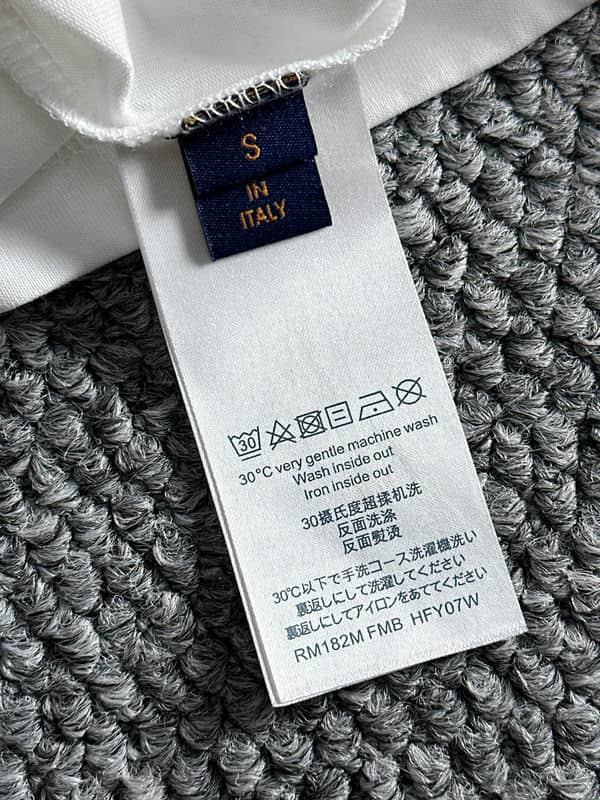 S
IN
ITALY
30
30°C very gentle machine wash
Wash inside out
Iron inside out
30摄氏度超揉机洗
反面洗涤
反面熨烫
30℃以下で手洗コース洗濯機洗い
裏返しにして洗濯してください
裏返しにしてアイロンをあててください
RM182M FMB HFY07W